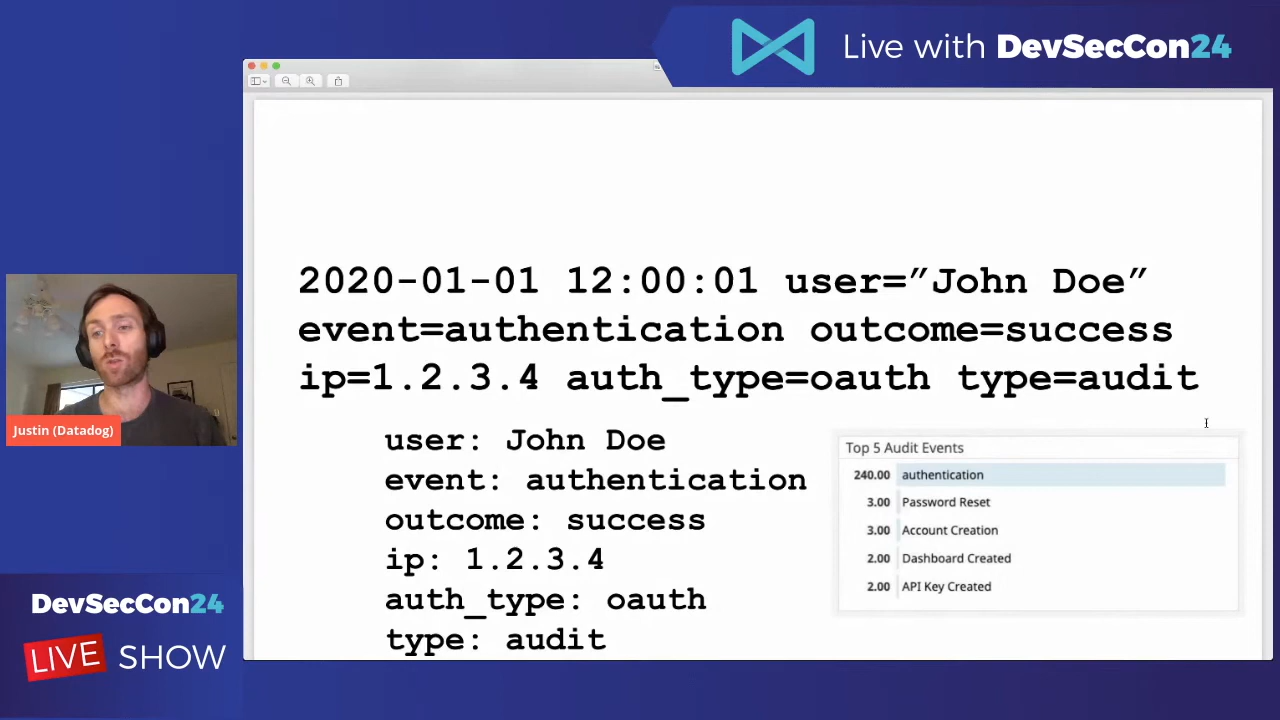 Live with DevSecCon24
2020-01-01 12:00:01 user=”John Doe”
event=authentication outcome=success
ip=1.2.3.4 auth_type=oauth type=audit
user: John Doe
event: authentication
outcome: success
ip: 1.2.3.4
auth_type: oauth
type: audit
Top 5 Audit Events
240.00 authentication
3.00 Password Reset
3.00 Account Creation
2.00 Dashboard Created
2.00 API Key Created
Justin (Datadog)
DevSecCon24
LIVE SHOW